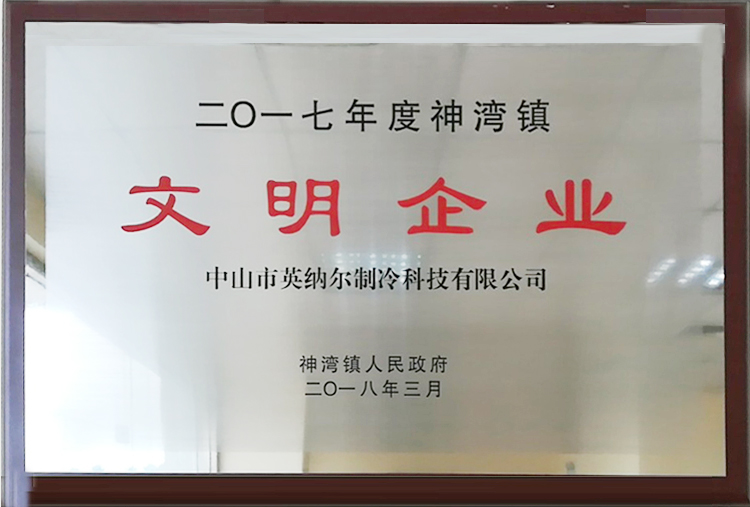 二〇一七年度神湾镇
文明企业
中山市英纳尔制冷科技有限公司
神湾镇人民政府
二〇一八年三月